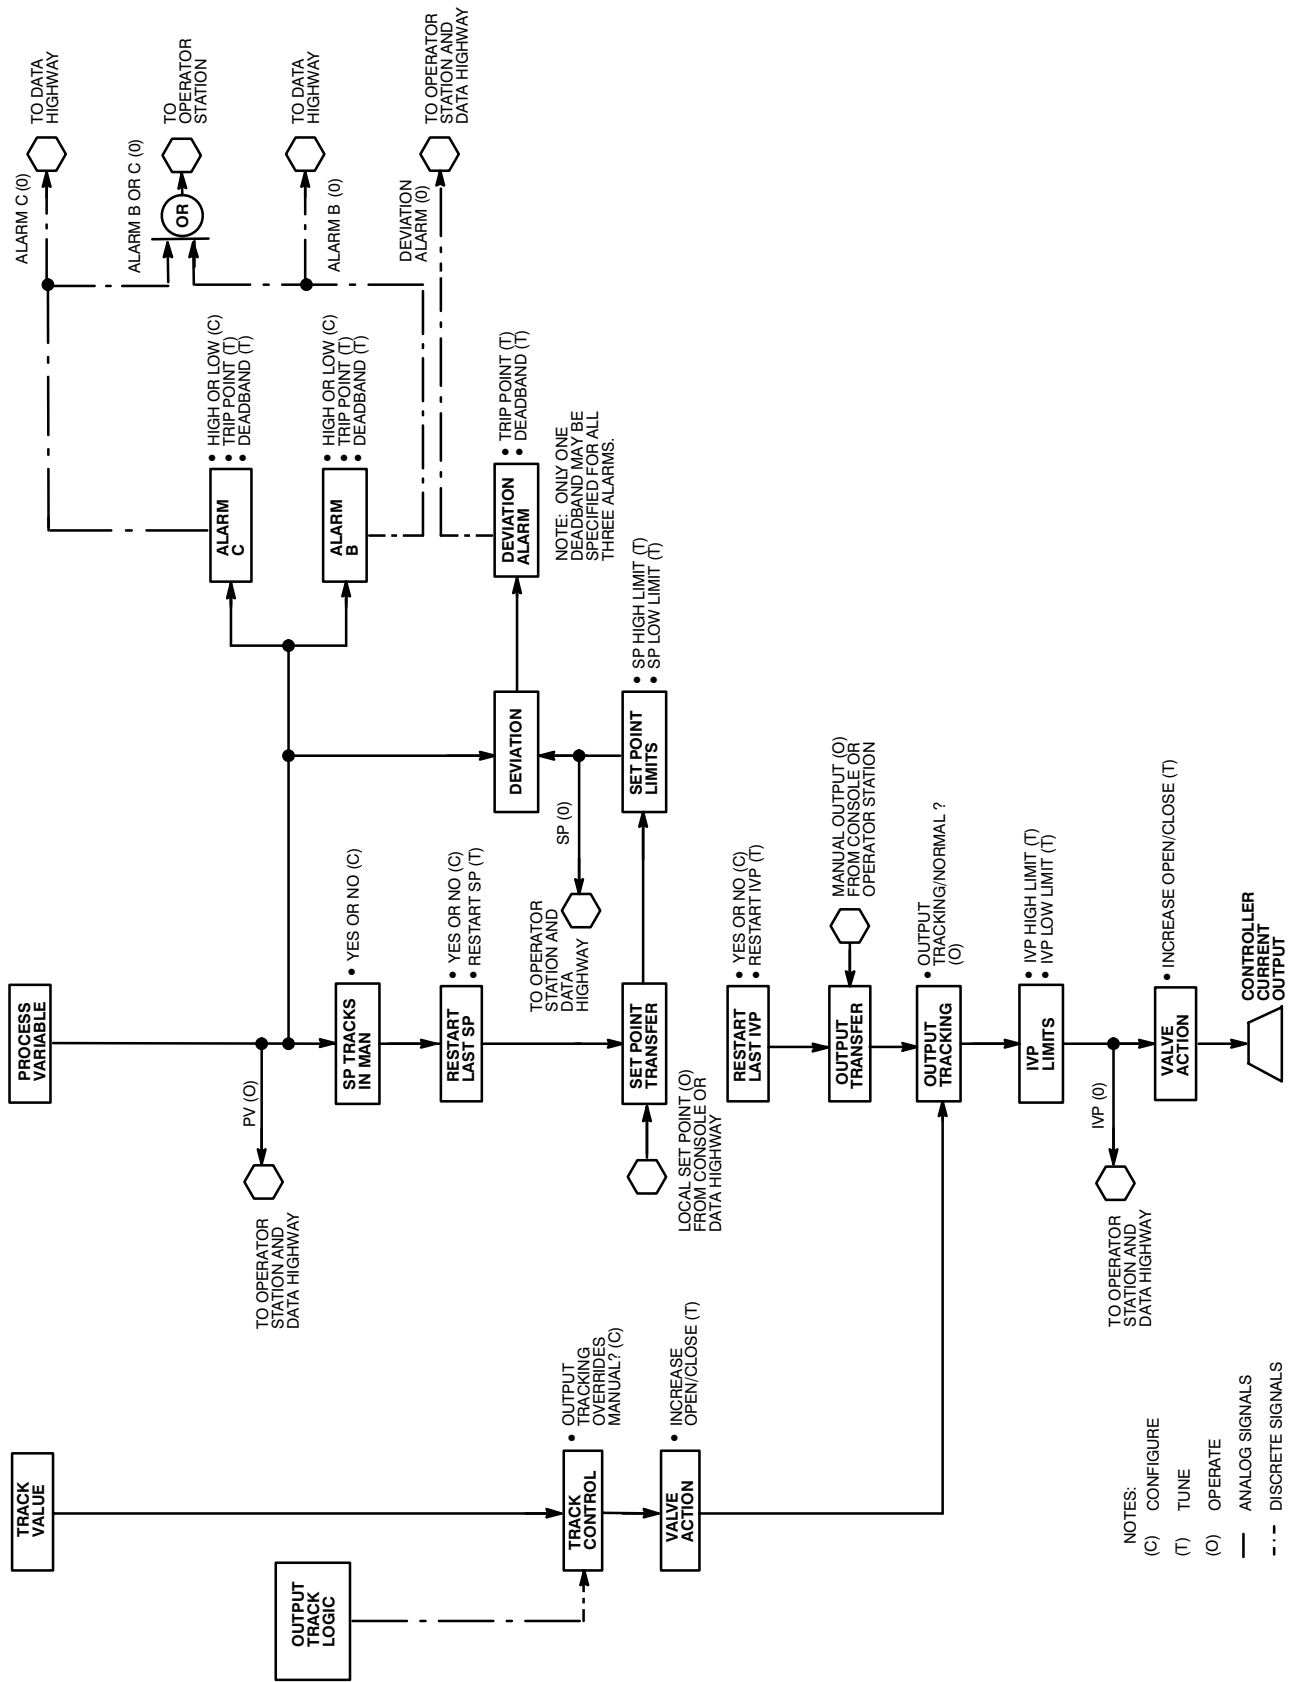 TRACK
VALUE
PROCESS
VARIABLE
OUTPUT
TRACK
LOGIC
TO OPERATOR
STATION AND
DATA HIGHWAY
PV (O)
ALARM C (0)
TO DATA
HIGHWAY
ALARM B OR C (0)
OR
TO
OPERATOR
STATION
ALARM
C
• HIGH OR LOW (C)
• TRIP POINT (T)
• DEADBAND (T)
ALARM B (0)
TO DATA
HIGHWAY
ALARM
B
• HIGH OR LOW (C)
• TRIP POINT (T)
• DEADBAND (T)
DEVIATION
ALARM (0)
TO OPERATOR
STATION AND
DATA HIGHWAY
SP TRACKS
IN MAN
• YES OR NO (C)
RESTART
LAST SP
• YES OR NO (C)
• RESTART SP (T)
DEVIATION
DEVIATION
ALARM
• TRIP POINT (T)
• DEADBAND (T)
NOTE: ONLY ONE
DEADBAND MAY BE
SPECIFIED FOR ALL
THREE ALARMS.
TO OPERATOR
STATION AND
DATA
HIGHWAY
SP (0)
TRACK
CONTROL
• OUTPUT
TRACKING
OVERRIDES
MANUAL? (C)
SET POINT
TRANSFER
SET POINT
LIMITS
• SP HIGH LIMIT (T)
• SP LOW LIMIT (T)
LOCAL SET POINT (O)
FROM CONSOLE OR
DATA HIGHWAY
VALVE
ACTION
• INCREASE
OPEN/CLOSE (T)
RESTART
LAST IVP
• YES OR NO (C)
• RESTART IVP (T)
OUTPUT
TRANSFER
MANUAL OUTPUT (O)
FROM CONSOLE OR
OPERATOR STATION
OUTPUT
TRACKING
• OUTPUT
TRACKING/NORMAL ?
(O)
IVP
LIMITS
• IVP HIGH LIMIT (T)
• IVP LOW LIMIT (T)
IVP (0)
TO OPERATOR
STATION AND
DATA HIGHWAY
VALVE
ACTION
• INCREASE OPEN/CLOSE (T)
CONTROLLER
CURRENT
OUTPUT
NOTES:
(C) CONFIGURE
(T) TUNE
(O) OPERATE
ANALOG SIGNALS
DISCRETE SIGNALS